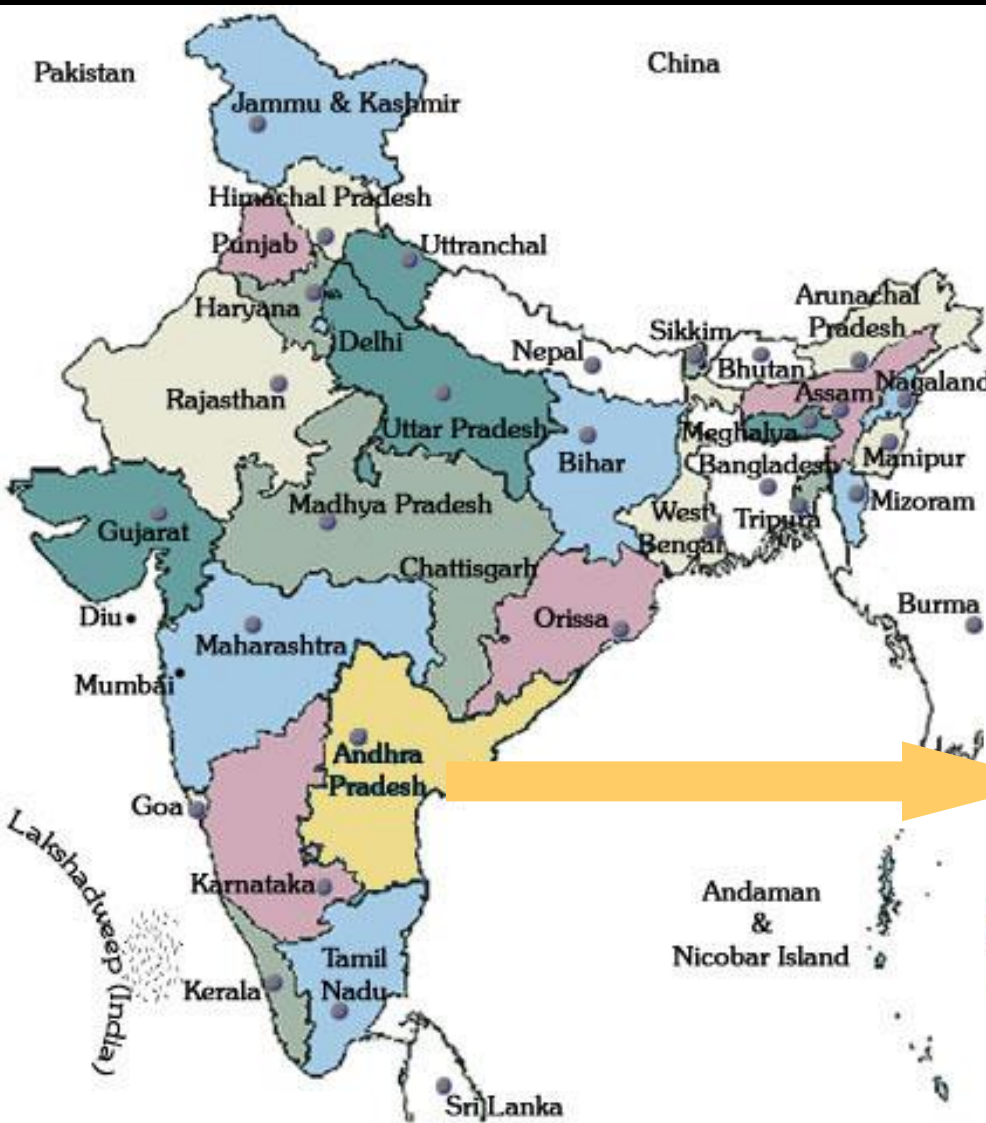 Pakistan
China
Jammu & Kashmir
Himachal Pradesh
Punjab
Uttranchal
Haryana
Delhi
Nepal
Sikkim
Bhutan
Arunachal
Pradesh
Rajasthan
Uttar Pradesh
Bihar
Assam
Nagaland
Meghalya
Bangladesh
Manipur
Gujarat
Madhya Pradesh
West
Bengar
Tripura
Mizoram
Chattisgarh
Diu
Maharashtra
Orissa
Burma
Mumbai
Andhra
Pradesh
Goa
Lakshadweep (India)
Karnataka
Andaman
&
Nicobar Island
Kerala
Tamil
Nadu
Sri Lanka